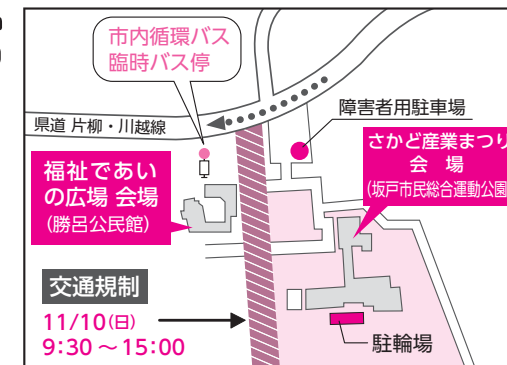 市内循環バス
臨時バス停
県道 片柳・川越線
障害者用駐車場
福祉であい
の広場 会場
(勝呂公民館)
さかど産業まつり
会 場
(坂戸市民総合運動公園
交通規制
11/10(日)
9:30 ～ 15:00
駐輪場